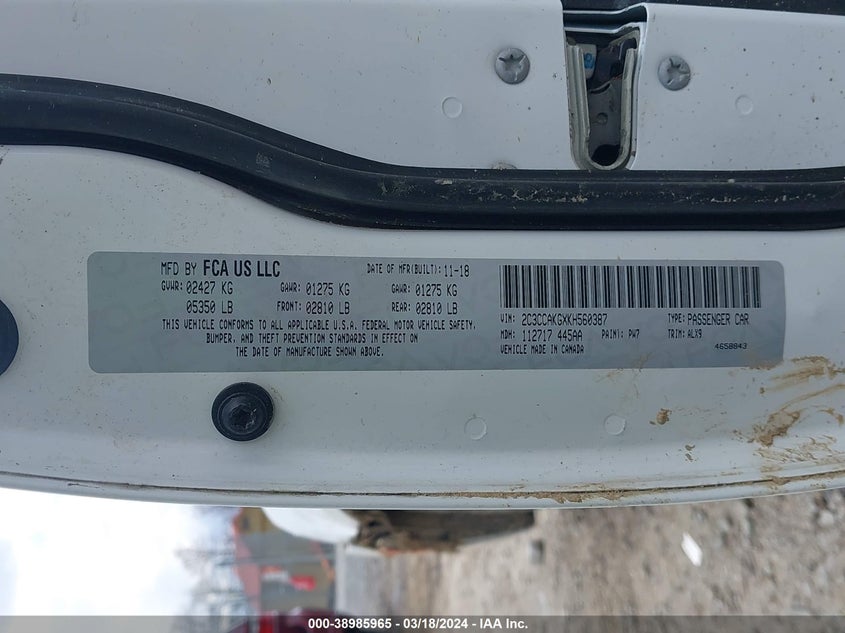 MFD BY FCA US LLC DATE OF MFR(BUILT): 11-18
GVWR: 02427 KG GAWR: 01275 KG GAWR: 01275 KG
05350 LB FRONT: 02810 LB REAR: 02810 LB
THIS VEHICLE CONFORMS TO ALL APPLICABLE U.S.A. FEDERAL MOTOR VEHICLE SAFETY,
BUMPER, AND THEFT PREVENTION STANDARDS IN EFFECT ON
THE DATE OF MANUFACTURE SHOWN ABOVE.
VIN: 2C3CCAKGXKH560387 TYPE: PASSENGER CAR
MDH: 112717 445AA PAINT: PW7 TRIM: ALX9
VEHICLE MADE IN CANADA 4658843
000-38985965 - 03/18/2024 - IAA Inc.